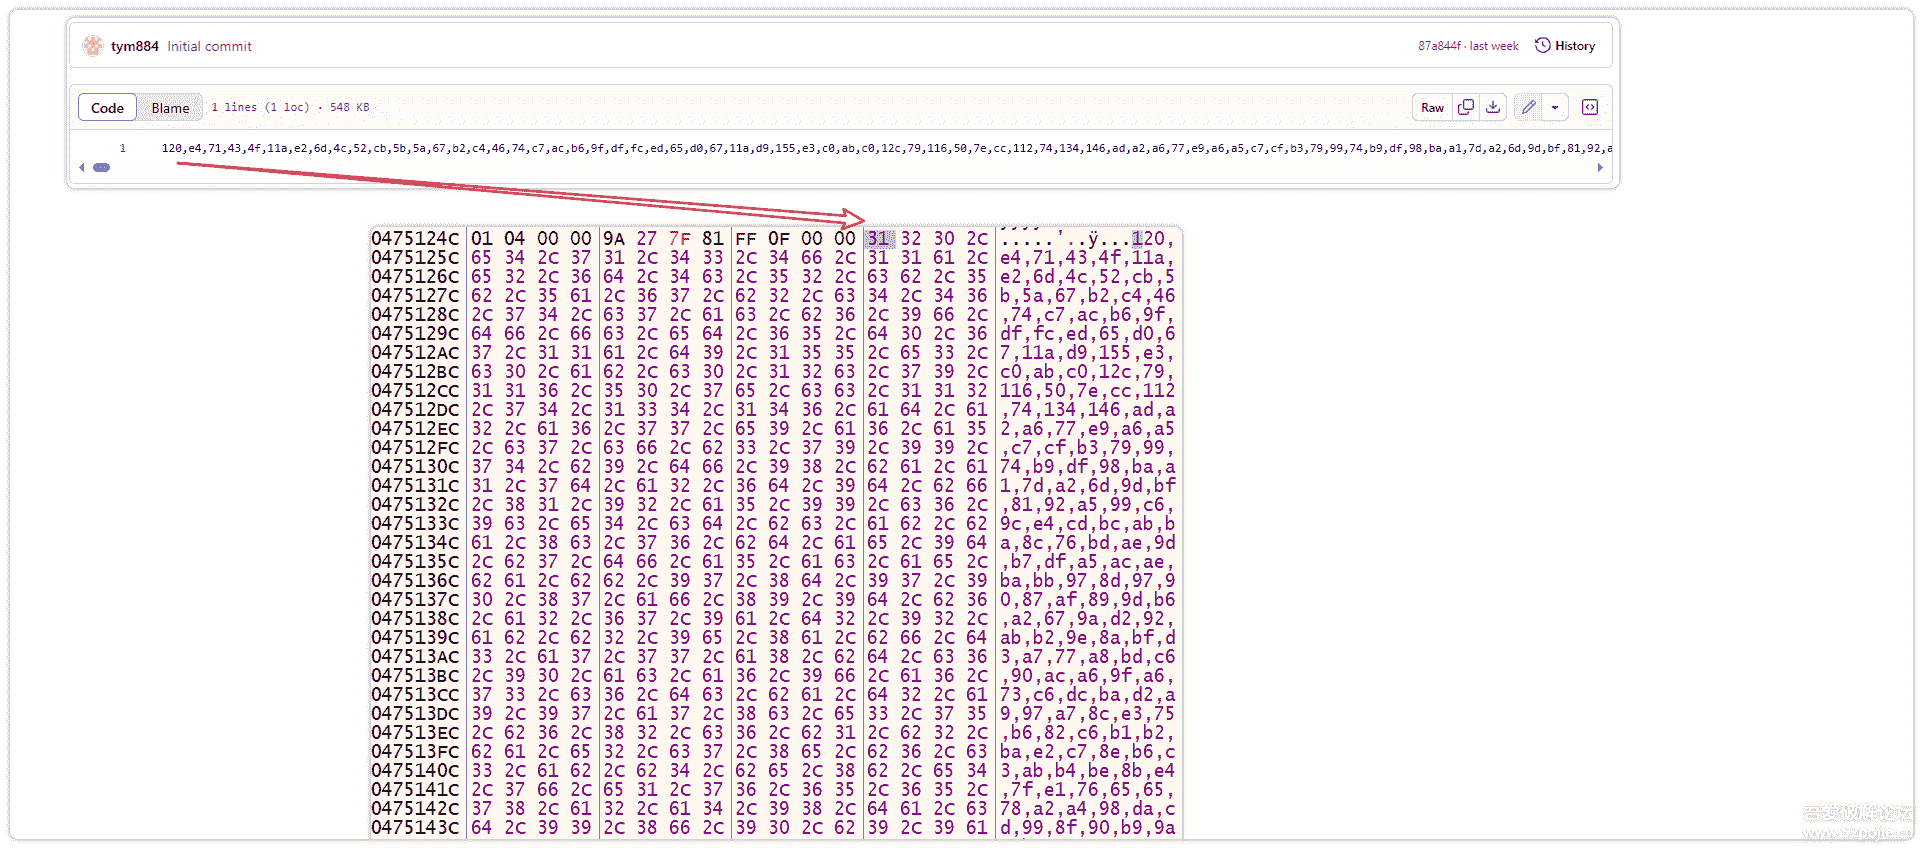 tym884 Initial commit 87a844f · last week History
Code Blame 1 lines (1 loc) · 548 KB Raw
1 120,e4,71,43,4f,11a,e2,6d,4c,52,cb,5b,5a,67,b2,c4,46,74,c7,ac,b6,9f,df,fc,ed,65,d0,67,11a,d9,155,e3,c0,ab,c0,12c,79,116,50,7e,cc,112,74,134,146,ad,a2,a6,77,e9,a6,a5,c7,cf,b3,79,99,74,b9,df,98,ba,a1,7d,a2,6d,9d,bf,81,92,a
0475124C 01 04 00 00 9A 27 7F 81 FF 0F 00 00 31 32 30 2C .....'..ÿ...120,
0475125C 65 34 2C 37 31 2C 34 33 2C 34 66 2C 31 31 61 2C e4,71,43,4f,11a,
0475126C 65 32 2C 36 64 2C 34 63 2C 35 32 2C 63 62 2C 35 e2,6d,4c,52,cb,5
0475127C 62 2C 35 61 2C 36 37 2C 62 32 2C 63 34 2C 34 36 b,5a,67,b2,c4,46
0475128C 2C 37 34 2C 63 37 2C 61 63 2C 62 36 2C 39 66 2C ,74,c7,ac,b6,9f,
0475129C 64 66 2C 66 63 2C 65 64 2C 36 35 2C 64 30 2C 36 df,fc,ed,65,d0,6
047512AC 37 2C 31 31 61 2C 64 39 2C 31 35 35 2C 65 33 2C 7,11a,d9,155,e3,
047512BC 63 30 2C 61 62 2C 63 30 2C 31 32 63 2C 37 39 2C c0,ab,c0,12c,79,
047512CC 31 31 36 2C 35 30 2C 37 65 2C 63 63 2C 31 31 32 116,50,7e,cc,112
047512DC 2C 37 34 2C 31 33 34 2C 31 34 36 2C 61 64 2C 61 ,74,134,146,ad,a
047512EC 32 2C 61 36 2C 37 37 2C 65 39 2C 61 36 2C 61 35 2,a6,77,e9,a6,a5
047512FC 2C 63 37 2C 63 66 2C 62 33 2C 37 39 2C 39 39 2C ,c7,cf,b3,79,99,
0475130C 37 34 2C 62 39 2C 64 66 2C 39 38 2C 62 61 2C 61 74,b9,df,98,ba,a
0475131C 31 2C 37 64 2C 61 32 2C 36 64 2C 39 64 2C 62 66 1,7d,a2,6d,9d,bf
0475132C 2C 38 31 2C 39 32 2C 61 35 2C 39 39 2C 63 36 2C ,81,92,a5,99,c6,
0475133C 39 63 2C 65 34 2C 63 64 2C 62 63 2C 61 62 2C 62 9c,e4,cd,bc,ab,b
0475134C 61 2C 38 63 2C 37 36 2C 62 64 2C 61 65 2C 39 64 a,8c,76,bd,ae,9d
0475135C 2C 62 37 2C 64 66 2C 61 35 2C 61 63 2C 61 65 2C ,b7,df,a5,ac,ae,
0475136C 62 61 2C 62 62 2C 39 37 2C 38 64 2C 39 37 2C 39 ba,bb,97,8d,97,9
0475137C 30 2C 38 37 2C 61 66 2C 38 39 2C 39 64 2C 62 36 0,87,af,89,9d,b6
0475138C 2C 61 32 2C 36 37 2C 39 61 2C 64 32 2C 39 32 2C ,a2,67,9a,d2,92,
0475139C 61 62 2C 62 32 2C 39 65 2C 38 61 2C 62 66 2C 64 ab,b2,9e,8a,bf,d
047513AC 33 2C 61 37 2C 37 37 2C 61 38 2C 62 64 2C 63 36 3,a7,77,a8,bd,c6
047513BC 2C 39 30 2C 61 63 2C 61 36 2C 39 66 2C 61 36 2C ,90,ac,a6,9f,a6,
047513CC 37 33 2C 63 36 2C 64 63 2C 62 61 2C 64 32 2C 61 73,c6,dc,ba,d2,a
047513DC 39 2C 39 37 2C 61 37 2C 38 63 2C 65 33 2C 37 35 9,97,a7,8c,e3,75
047513EC 2C 62 36 2C 38 32 2C 63 36 2C 62 31 2C 62 32 2C ,b6,82,c6,b1,b2,
047513FC 62 61 2C 65 32 2C 63 37 2C 38 65 2C 62 36 2C 63 ba,e2,c7,8e,b6,c
0475140C 33 2C 61 62 2C 62 34 2C 62 65 2C 38 62 2C 65 34 3,ab,b4,be,8b,e4
0475141C 2C 37 66 2C 65 31 2C 37 36 2C 36 35 2C 36 35 2C ,7f,e1,76,65,65,
0475142C 37 38 2C 61 32 2C 61 34 2C 39 38 2C 64 61 2C 63 78,a2,a4,98,da,c
0475143C 64 2C 39 39 2C 38 66 2C 39 30 2C 62 39 2C 39 61 d,99,8f,90,b9,9a
吾爱破解论坛
www.52pojie.cn